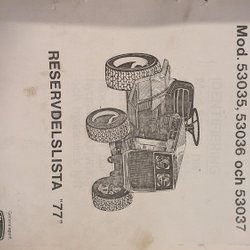 Mod. 53035, 53036 och 53037
RESERVDELSLISTA "77"